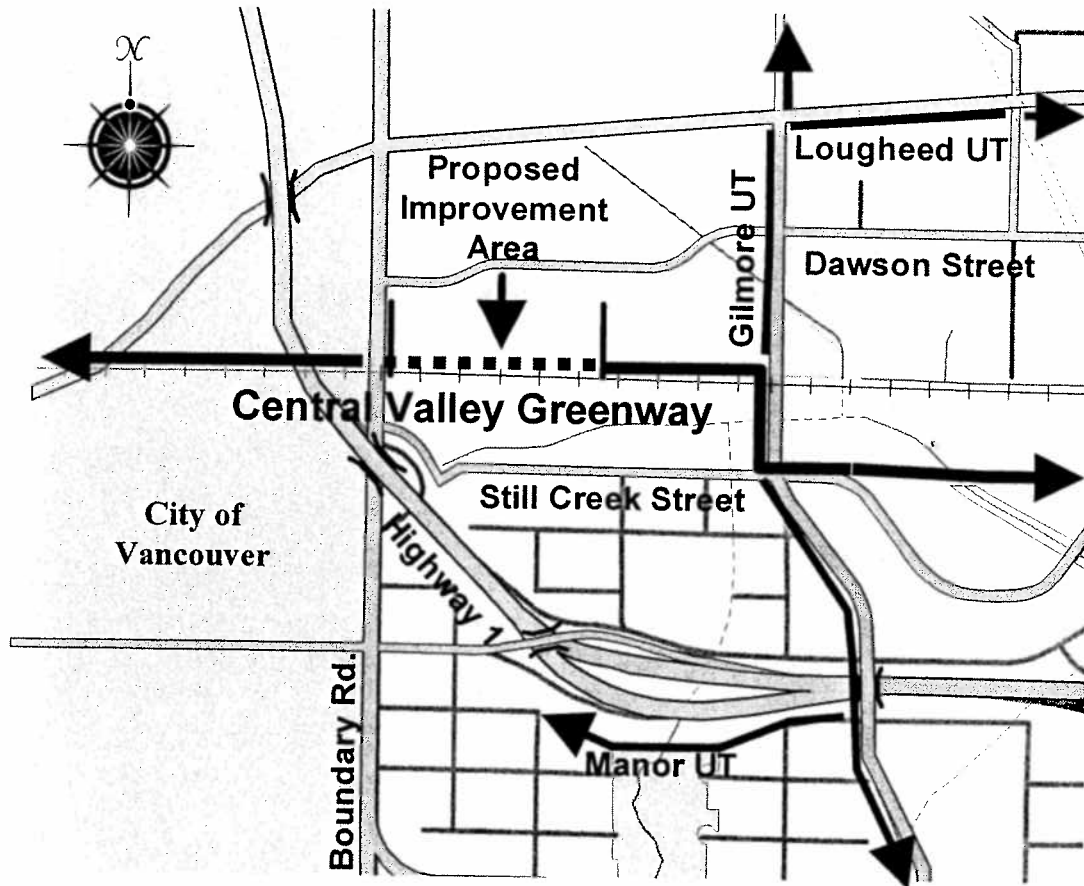 N
Proposed
Improvement
Area
Lougheed UT
Gilmore UT
Dawson Street
Central Valley Greenway
Still Creek Street
City of
Vancouver
Highway 1
Boundary Rd.
Manor UT